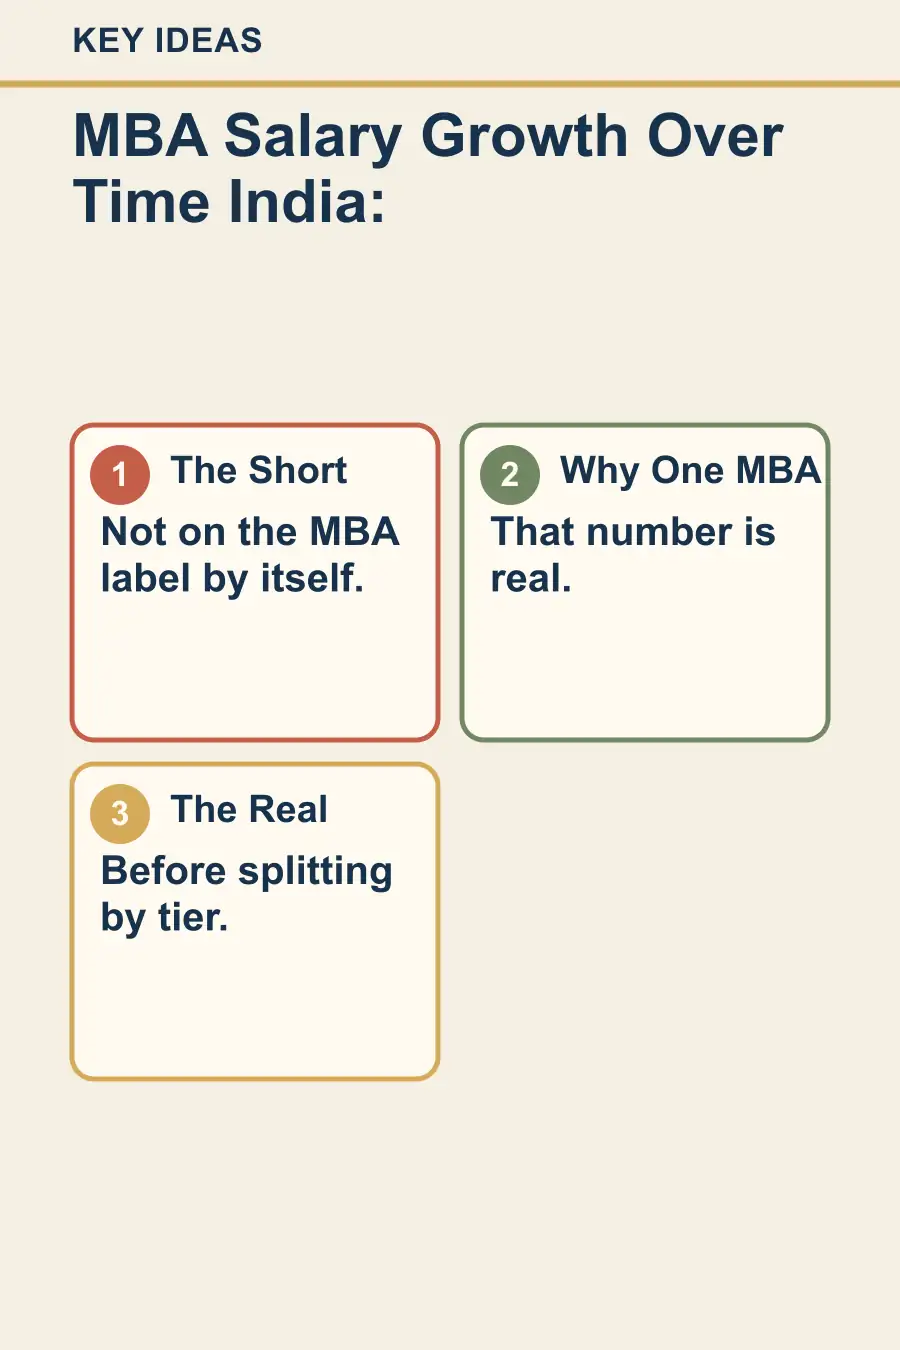 KEY IDEAS
MBA Salary Growth Over
Time India:
1 The Short
Not on the MBA
label by itself.
2 Why One MBA
That number is
real.
3 The Real
Before splitting
by tier.